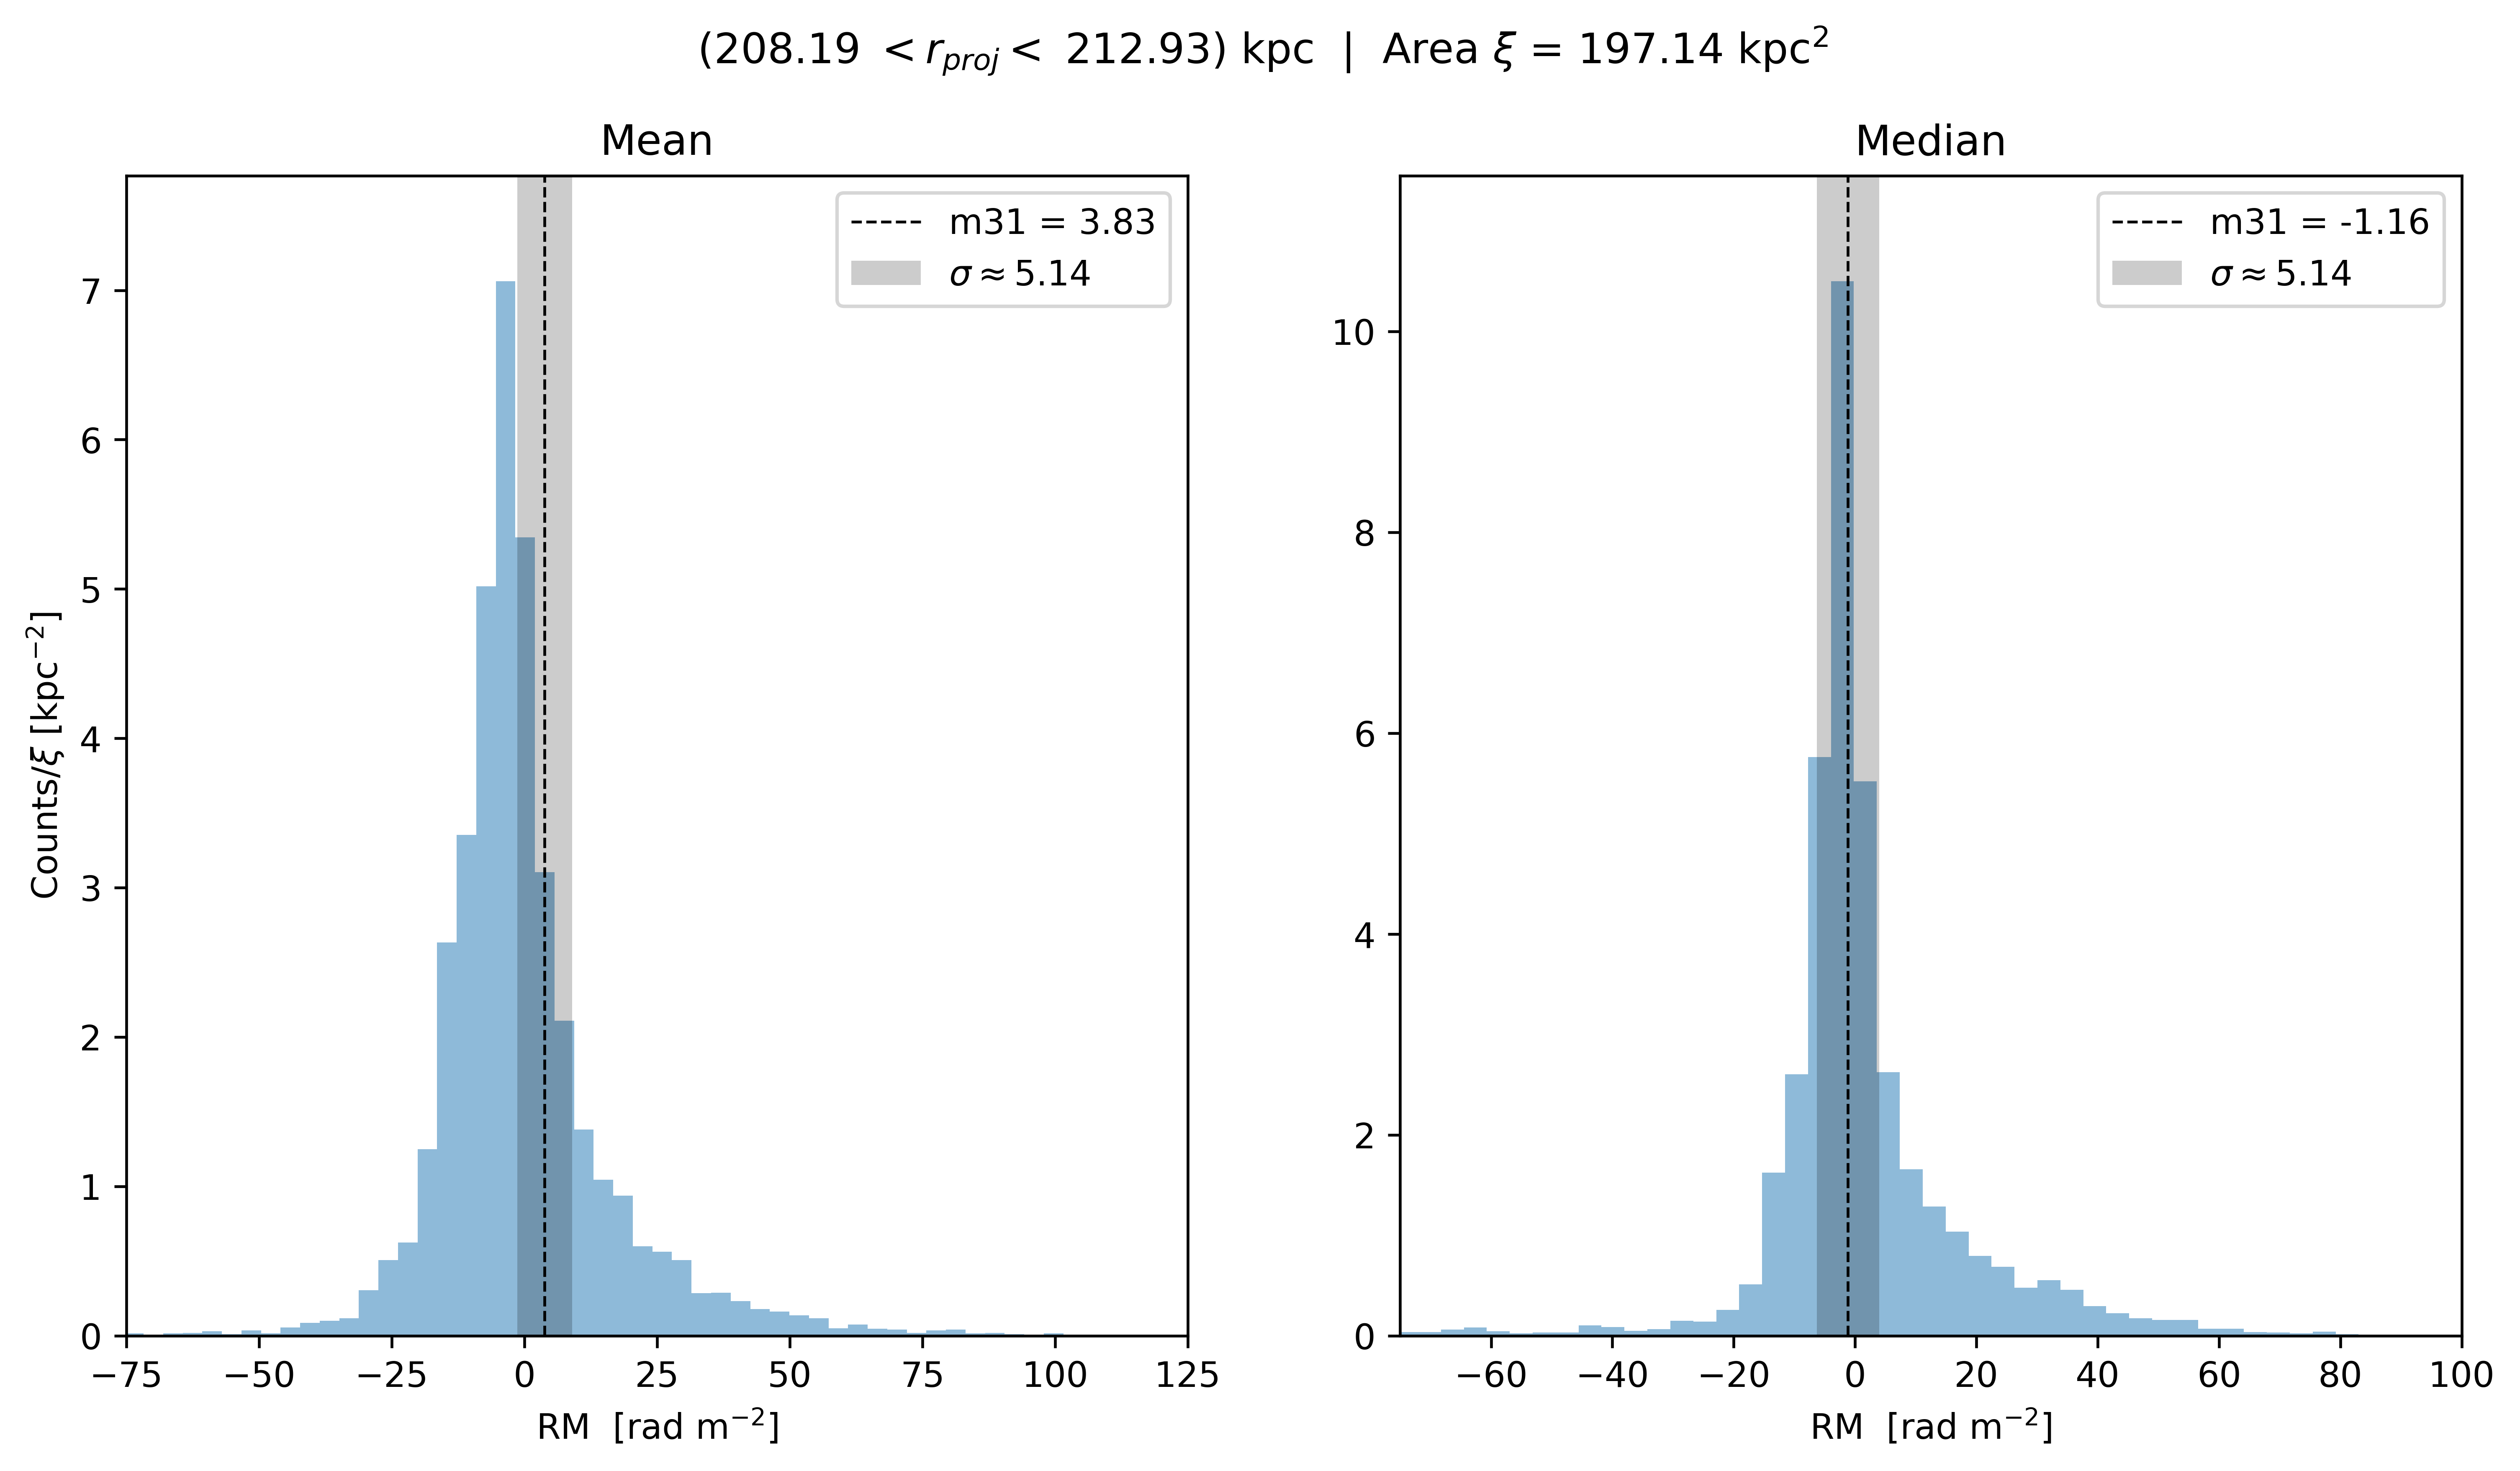 (208.19 < r_proj < 212.93) kpc | Area ξ = 197.14 kpc²
Mean
m31 = 3.83
σ ≈ 5.14
Counts/ξ [kpc⁻²]
7
6
5
4
3
2
1
0
−75 −50 −25 0 25 50 75 100 125
RM [rad m⁻²]
Median
m31 = -1.16
σ ≈ 5.14
10
8
6
4
2
0
−60 −40 −20 0 20 40 60 80 100
RM [rad m⁻²]